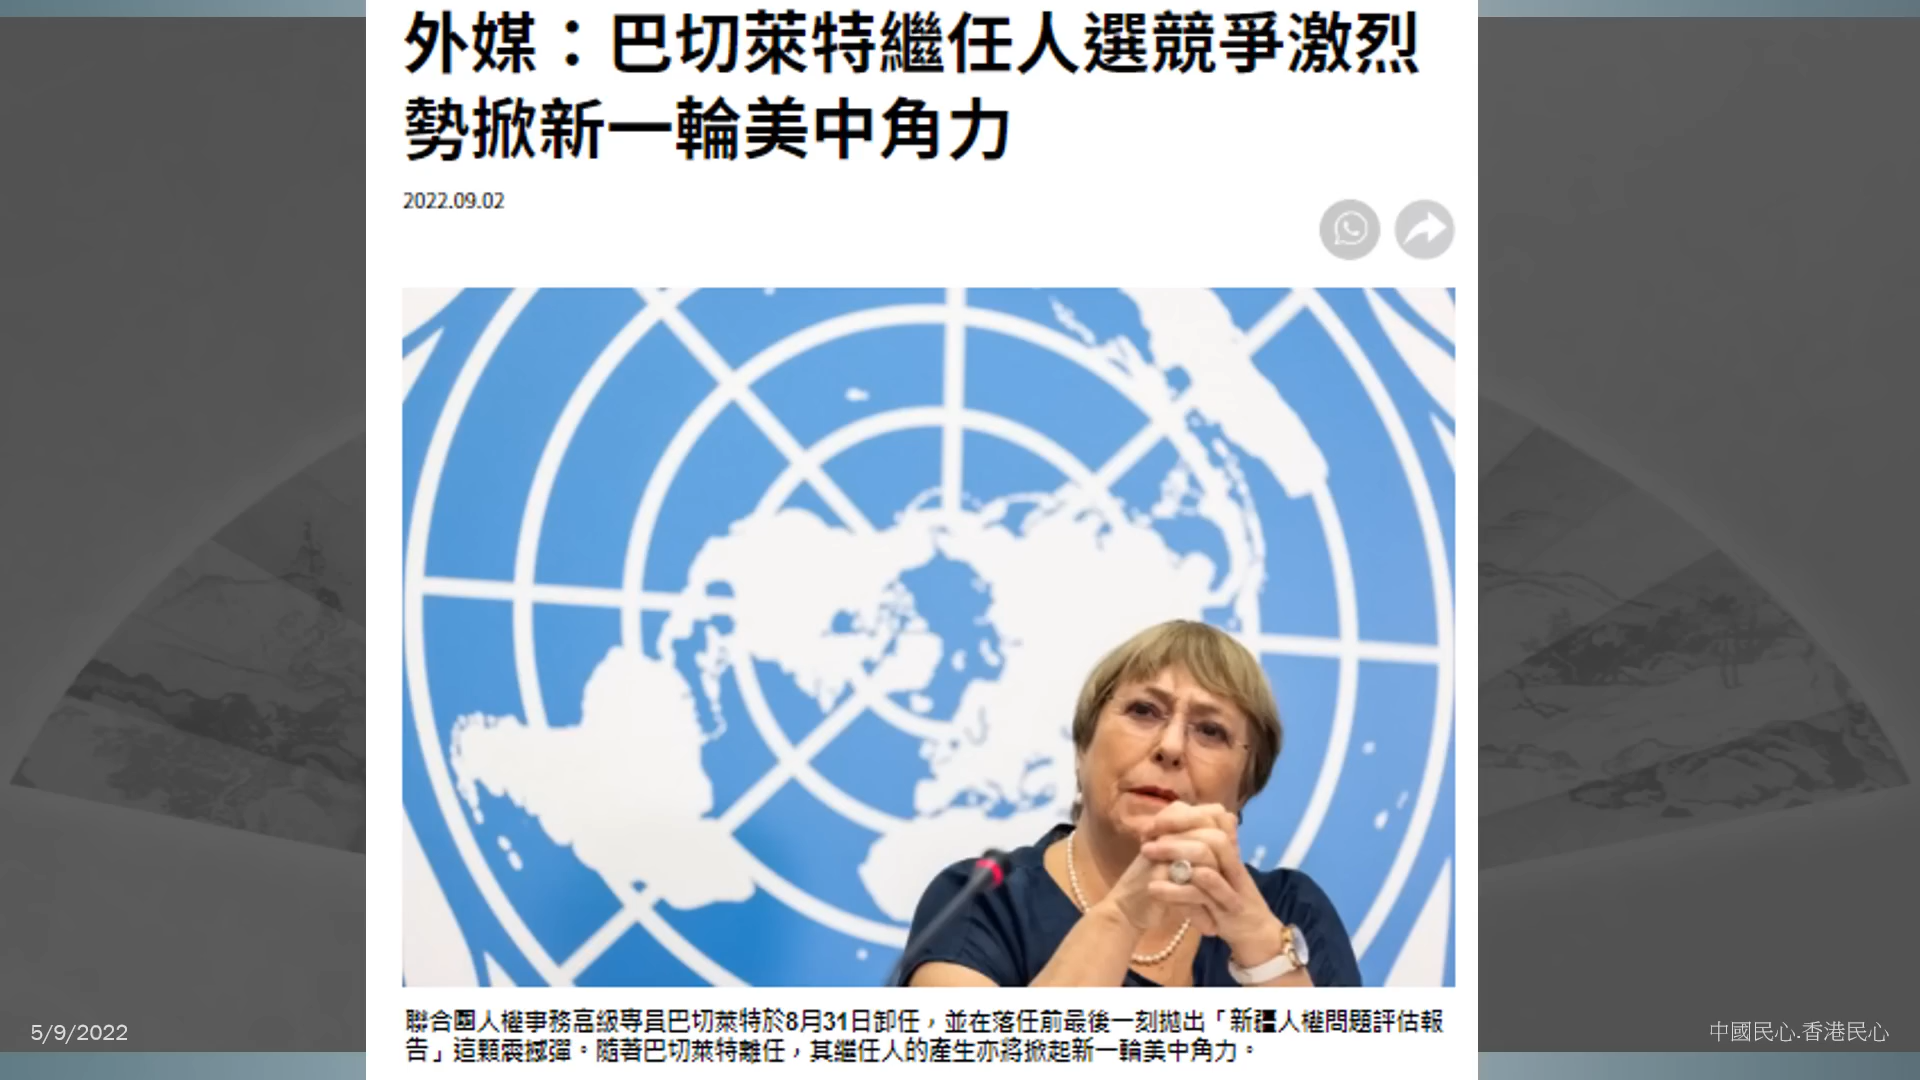 外媒：巴切萊特繼任人選競爭激烈
勢掀新一輪美中角力
2022.09.02
聯合國人權事務高級專員巴切萊特於8月31日卸任，並在落任前最後一刻拋出「新疆人權問題評估報
告」這顆震撼彈。隨著巴切萊特離任，其繼任人的產生亦將掀起新一輪美中角力。
5/9/2022
中國民心.香港民心